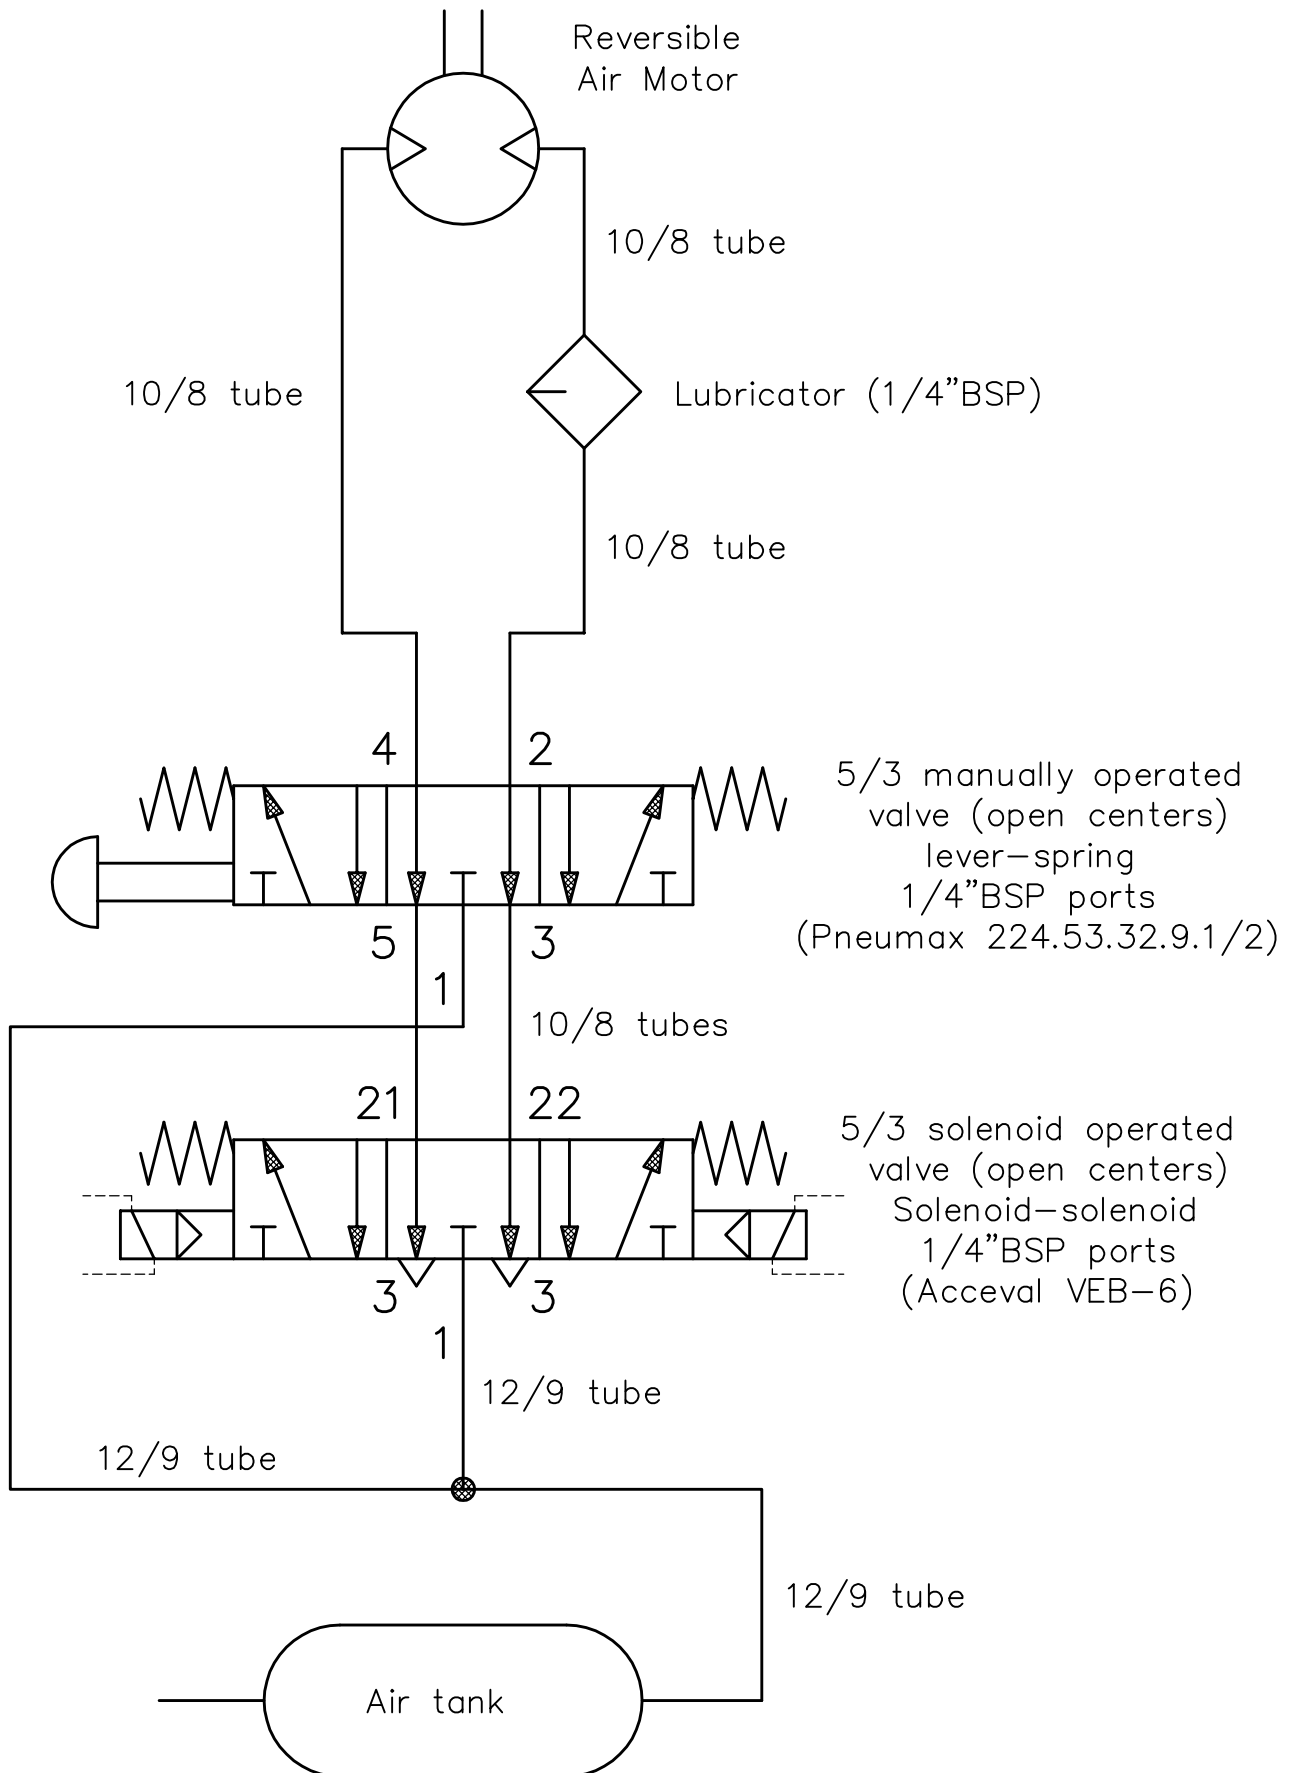 Reversible
Air Motor
10/8 tube
10/8 tube
Lubricator (1/4”BSP)
10/8 tube
4
2
5/3 manually operated
valve (open centers)
lever-spring
1/4”BSP ports
(Pneumax 224.53.32.9.1/2)
5
3
1
10/8 tubes
21
22
5/3 solenoid operated
valve (open centers)
Solenoid-solenoid
1/4”BSP ports
(Acceval VEB-6)
3
3
1
12/9 tube
12/9 tube
12/9 tube
Air tank